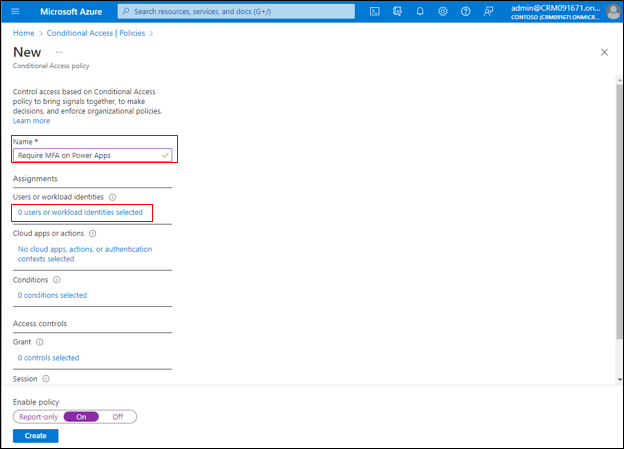 Microsoft Azure
Search resources, services, and docs (G+/)
admin@CRM091671.on...
CONTOSO (CRM091671.ONMICR...
Home > Conditional Access | Policies >
New ...
Conditional Access policy
Control access based on Conditional Access
policy to bring signals together, to make
decisions, and enforce organizational policies.
Learn more
Name *
Require MFA on Power Apps
Assignments
Users or workload identities
0 users or workload identities selected
Cloud apps or actions
No cloud apps, actions, or authentication
contexts selected
Conditions
0 conditions selected
Access controls
Grant
0 controls selected
Session
Enable policy
Report-only On Off
Create